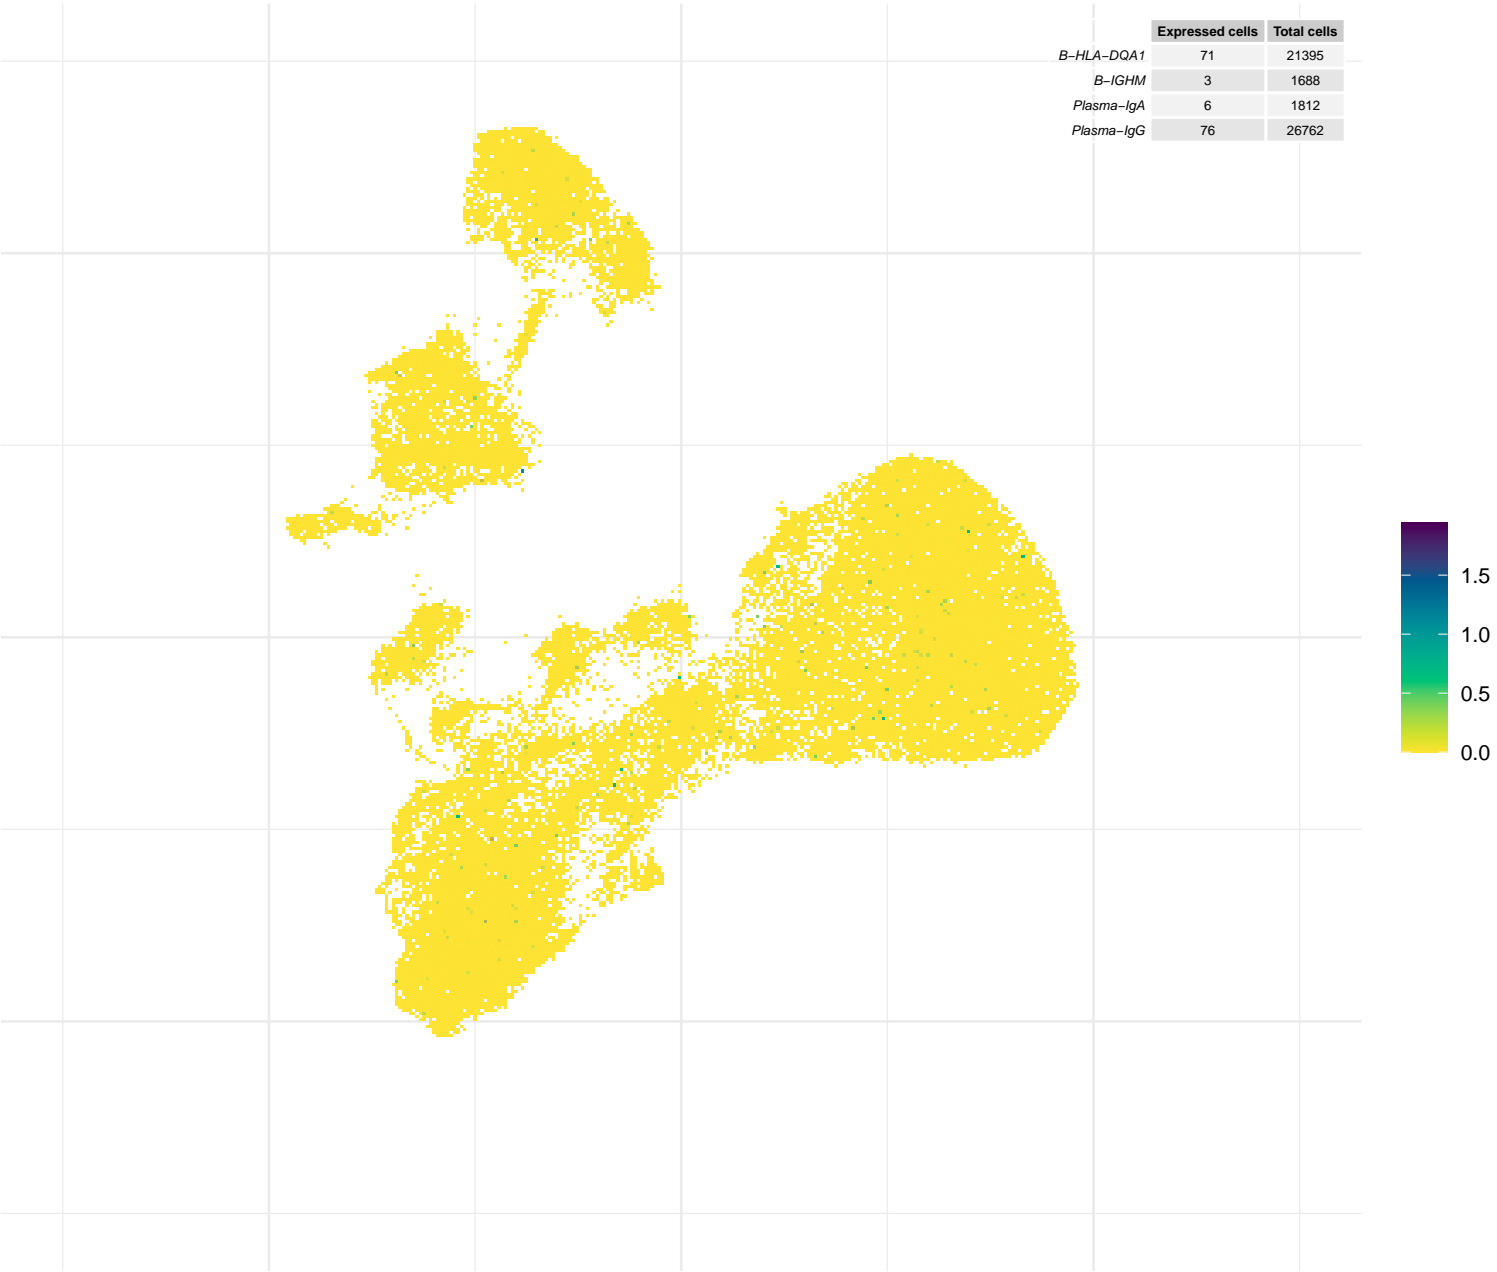 Expressed cells Total cells
B−HLA−DQA1 71 21395
B−IGHM 3 1688
Plasma−IgA 6 1812
Plasma−IgG 76 26762
1.5
1.0
0.5
0.0